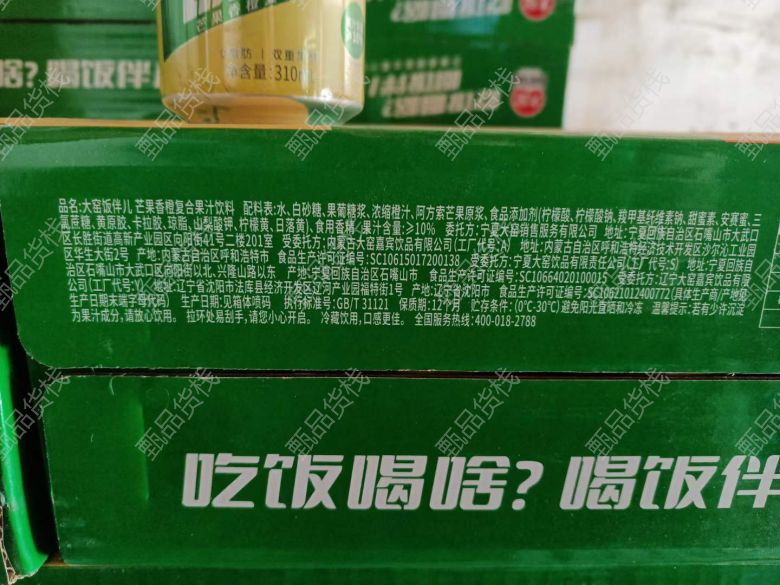 芒果香橙
双重
净含量:310m
啥?喝饭伴
品名:大窑饭伴儿 芒果香橙复合果汁饮料 配料表:水、白砂糖、果葡糖浆、浓缩橙汁、阿方索芒果原浆、食品添加剂(柠檬酸、柠檬酸钠、羧甲基纤维素钠、甜蜜素、安赛蜜、三
氯蔗糖、黄原胶、卡拉胶、琼脂、山梨酸钾、柠檬黄、日落黄)、食用香精 果汁含量:≥10% 委托方:宁夏大窑销售服务有限公司 地址:宁夏回族自治区石嘴山市大武口
区长胜街道高新产业园区向阳街41号二楼201室 受委托方:内蒙古大窑嘉宾饮品有限公司(工厂代号:A) 地址:内蒙古自治区呼和浩特经济技术开发区沙尔沁工业园
区华生大街2号 产地:内蒙古自治区呼和浩特市 食品生产许可证编号:SC10615017200138 受委托方:宁夏大窑饮品有限责任公司(工厂代号:S) 地址:宁夏回族自
治区石嘴山市大武口区向阳街以北、兴隆山路以东 产地:宁夏回族自治区石嘴山市 食品生产许可证编号:SC10664020100015 受委托方:辽宁大窑嘉宾饮品有限
公司(工厂代号:Y) 地址:辽宁省沈阳市法库县经济开发区辽河产业园福特街1号 产地:辽宁省沈阳市 食品生产许可证编号:SC10621012400772(具体生产商/产地见
生产日期末端字母代码) 生产日期:见箱体喷码 执行标准号:GB/T 31121 保质期:12个月 贮存条件:(0℃-30℃)避免阳光直晒和冷冻 温馨提示:若有少许沉淀
为果汁成分,请放心饮用。拉环处易刮手,请您小心开启。 冷藏饮用,口感更佳。 全国服务热线:400-018-2788
吃饭喝啥?喝饭伴
甄品货栈